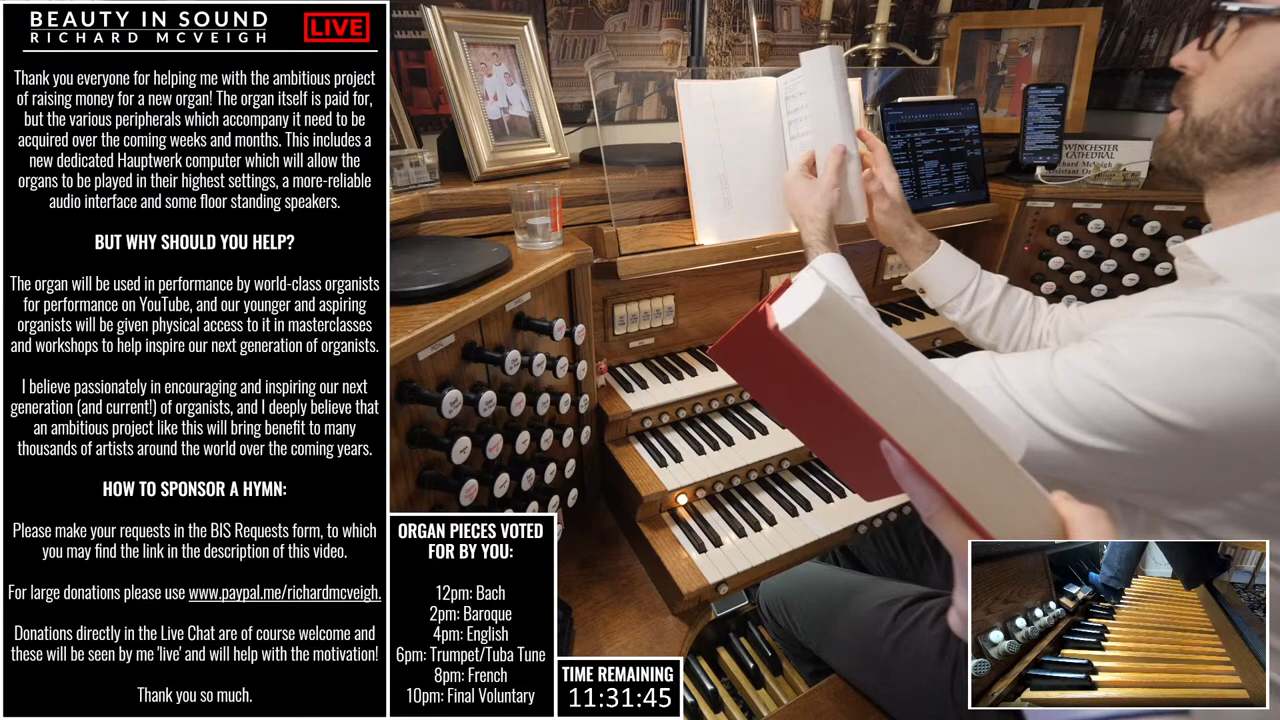 BEAUTY IN SOUND
RICHARD MCVEIGH
LIVE
Thank you everyone for helping me with the ambitious project
of raising money for a new organ! The organ itself is paid for,
but the various peripherals which accompany it need to be
acquired over the coming weeks and months. This includes a
new dedicated Hauptwerk computer which will allow the
organs to be played in their highest settings, a more-reliable
audio interface and some floor standing speakers.
BUT WHY SHOULD YOU HELP?
The organ will be used in performance by world-class organists
for performance on YouTube, and our younger and aspiring
organists will be given physical access to it in masterclasses
and workshops to help inspire our next generation of organists.
I believe passionately in encouraging and inspiring our next
generation (and current!) of organists, and I deeply believe that
an ambitious project like this will bring benefit to many
thousands of artists around the world over the coming years.
HOW TO SPONSOR A HYMN:
Please make your requests in the BIS Requests form, to which
you may find the link in the description of this video.
For large donations please use www.paypal.me/richardmcveigh.
Donations directly in the Live Chat are of course welcome and
these will be seen by me 'live' and will help with the motivation!
Thank you so much.
ORGAN PIECES VOTED
FOR BY YOU:
12pm: Bach
2pm: Baroque
4pm: English
6pm: Trumpet/Tuba Tune
8pm: French
10pm: Final Voluntary
TIME REMAINING
11:31:45
WINCHESTER
CATHEDRAL
Richard McVeigh
Assistant